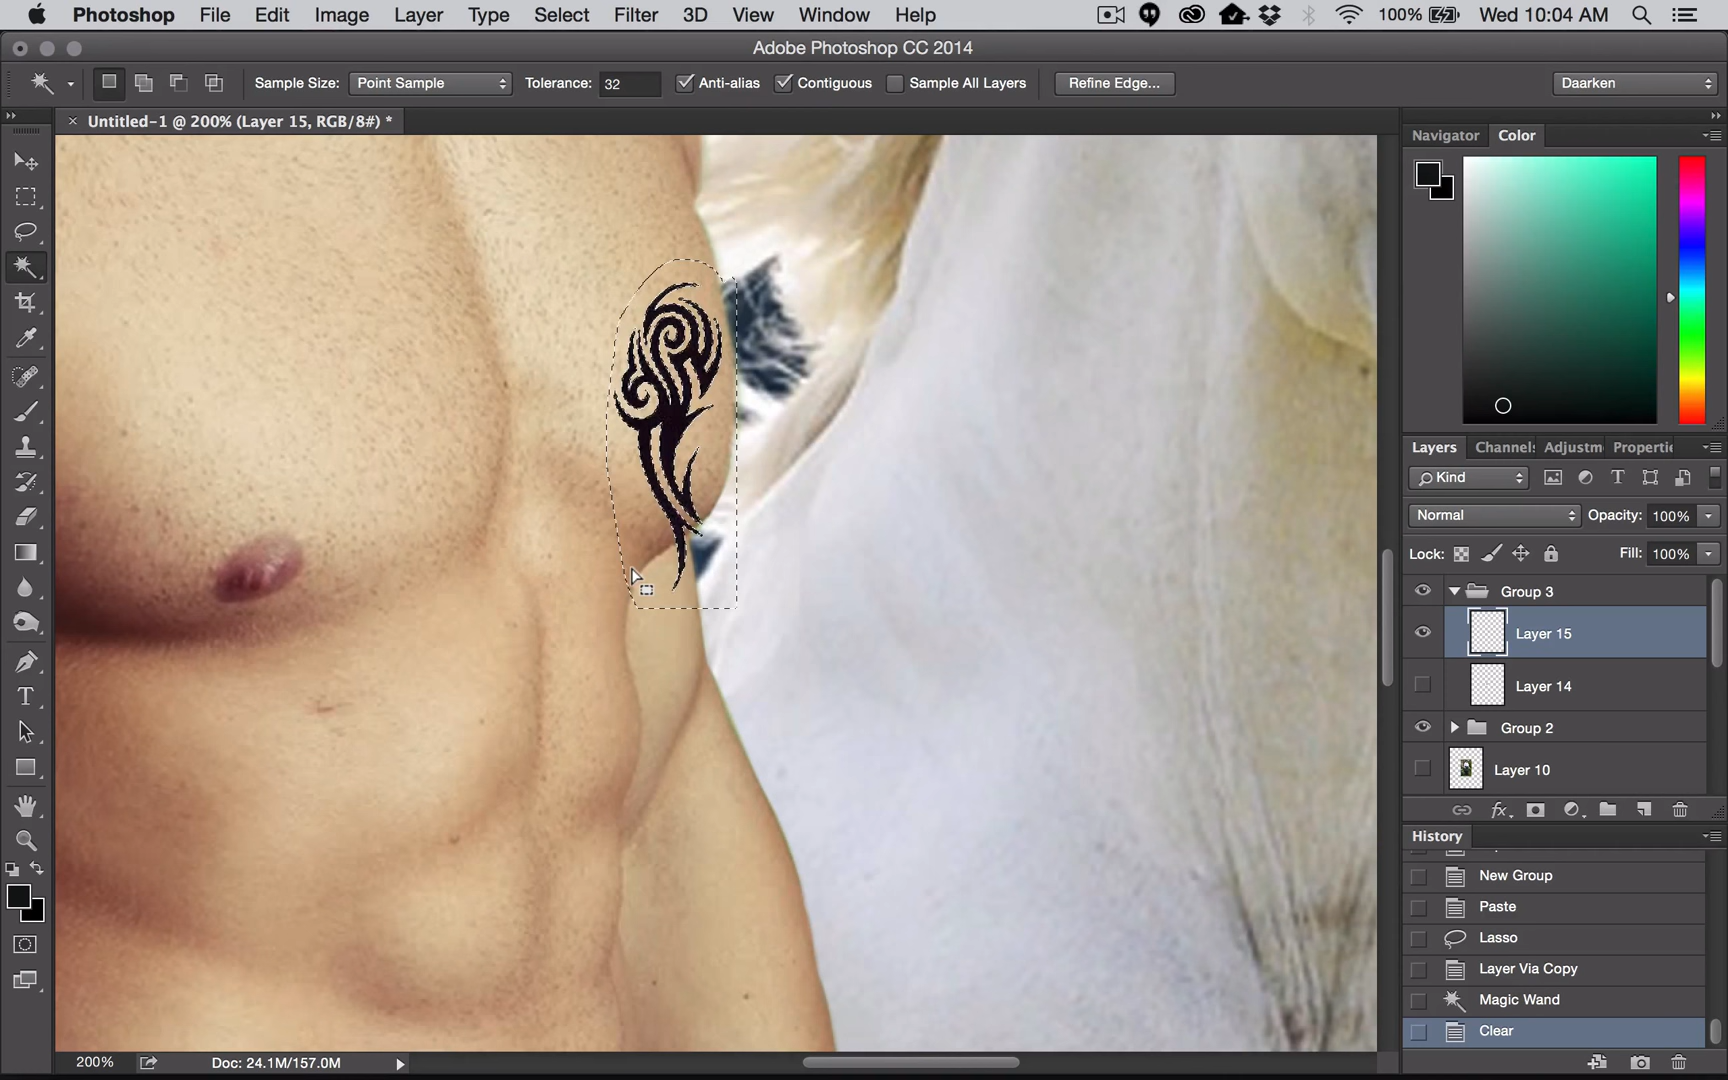 Photoshop File Edit Image Layer Type Select Filter 3D View Window Help 100% Wed 10:04 AM
Adobe Photoshop CC 2014
Sample Size: Point Sample Tolerance: 32 Anti-alias Contiguous Sample All Layers Refine Edge... Daarken
Untitled-1 @ 200% (Layer 15, RGB/8#) *
Navigator Color
Layers Channels Adjustm Properti
Kind
Normal Opacity: 100%
Lock: Fill: 100%
Group 3
Layer 15
Layer 14
Group 2
Layer 10
fx
History
New Group
Paste
Lasso
Layer Via Copy
Magic Wand
Clear
200% Doc: 24.1M/157.0M